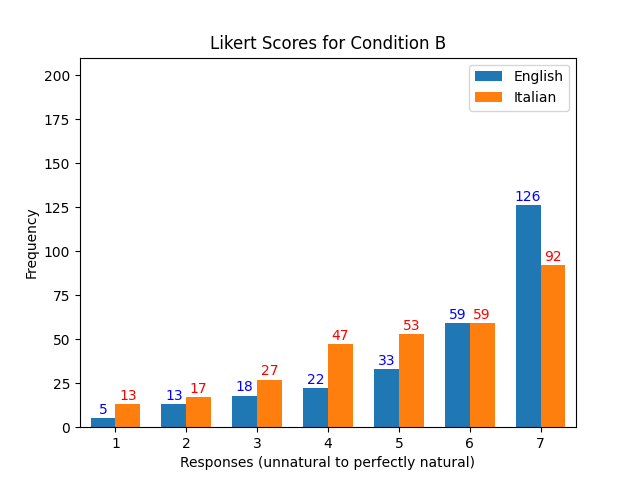 Likert Scores for Condition B
English
Italian
Frequency
200
175
150
125
100
75
50
25
0
5 13 13 17 18 27 22 47 33 53 59 59 126 92
1 2 3 4 5 6 7
Responses (unnatural to perfectly natural)